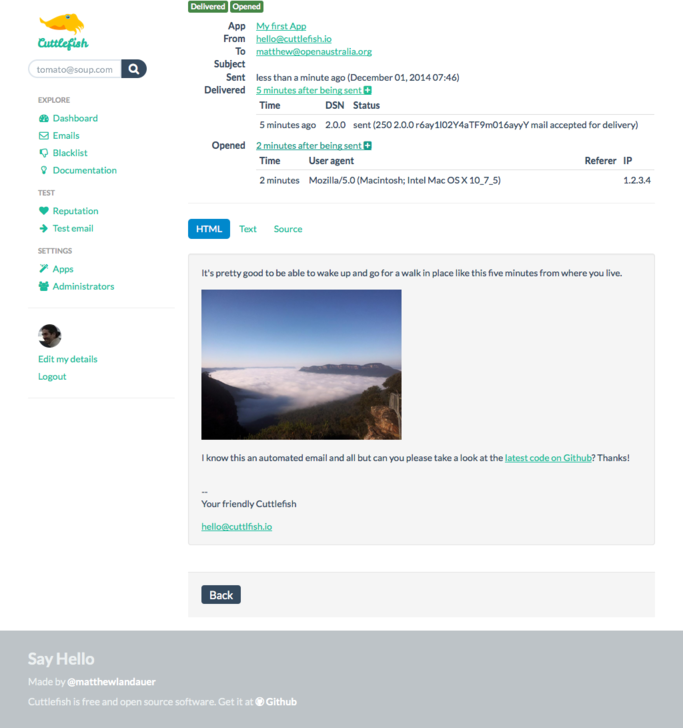 Delivered Opened
Cuttlefish
tomato@soup.com
EXPLORE
Dashboard
Emails
Blacklist
Documentation
TEST
Reputation
Test email
SETTINGS
Apps
Administrators
Edit my details
Logout
App My first App
From hello@cuttlefish.io
To matthew@openaustralia.org
Subject
Sent less than a minute ago (December 01, 2014 07:46)
Delivered 5 minutes after being sent
Time DSN Status
5 minutes ago 2.0.0 sent (250 2.0.0 r6ay1l02Y4aTF9m016ayyY mail accepted for delivery)
Opened 2 minutes after being sent
Time User agent Referer IP
2 minutes Mozilla/5.0 (Macintosh; Intel Mac OS X 10_7_5) 1.2.3.4
HTML Text Source
It's pretty good to be able to wake up and go for a walk in place like this five minutes from where you live.
I know this an automated email and all but can you please take a look at the latest code on Github? Thanks!
--
Your friendly Cuttlefish
hello@cuttlfish.io
Back
Say Hello
Made by @matthewlandauer
Cuttlefish is free and open source software. Get it at Github